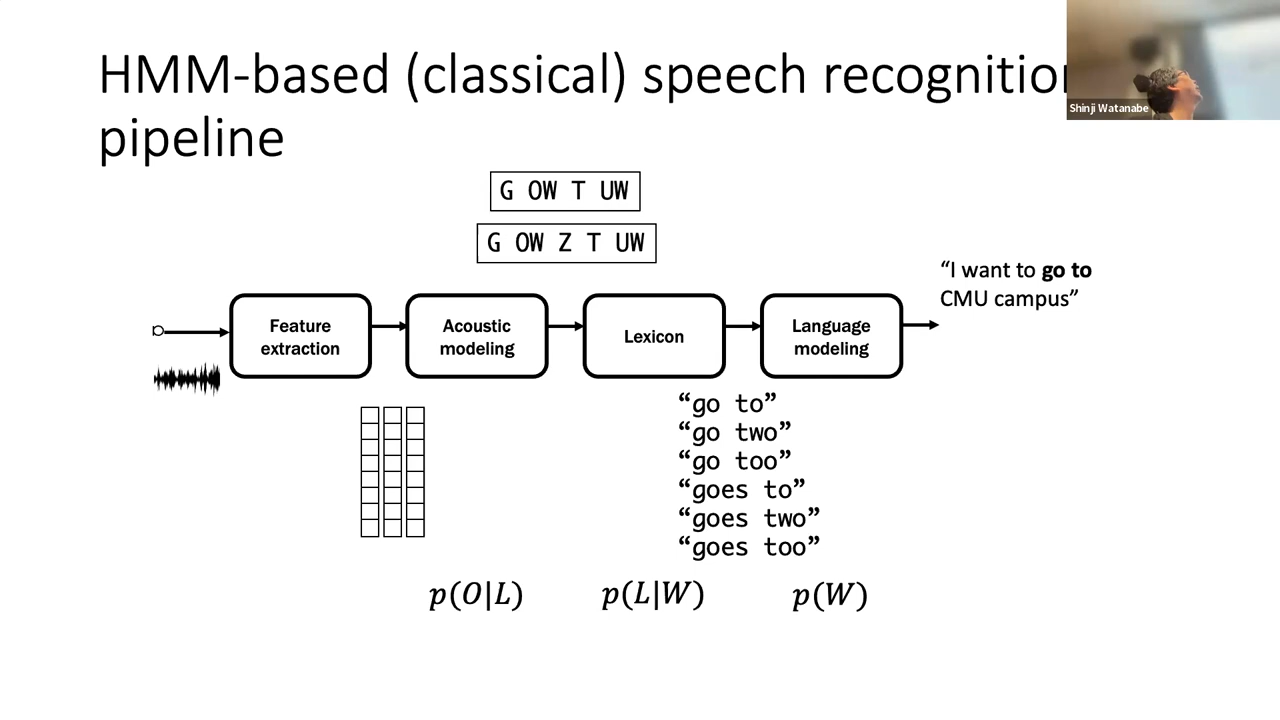 HMM-based (classical) speech recognition
pipeline
Shinji Watanabe
G OW T UW
G OW Z T UW
“I want to go to
CMU campus”
Feature
extraction
Acoustic
modeling
Lexicon
Language
modeling
“go to”
“go two”
“go too”
“goes to”
“goes two”
“goes too”
p(O|L)
p(L|W)
p(W)